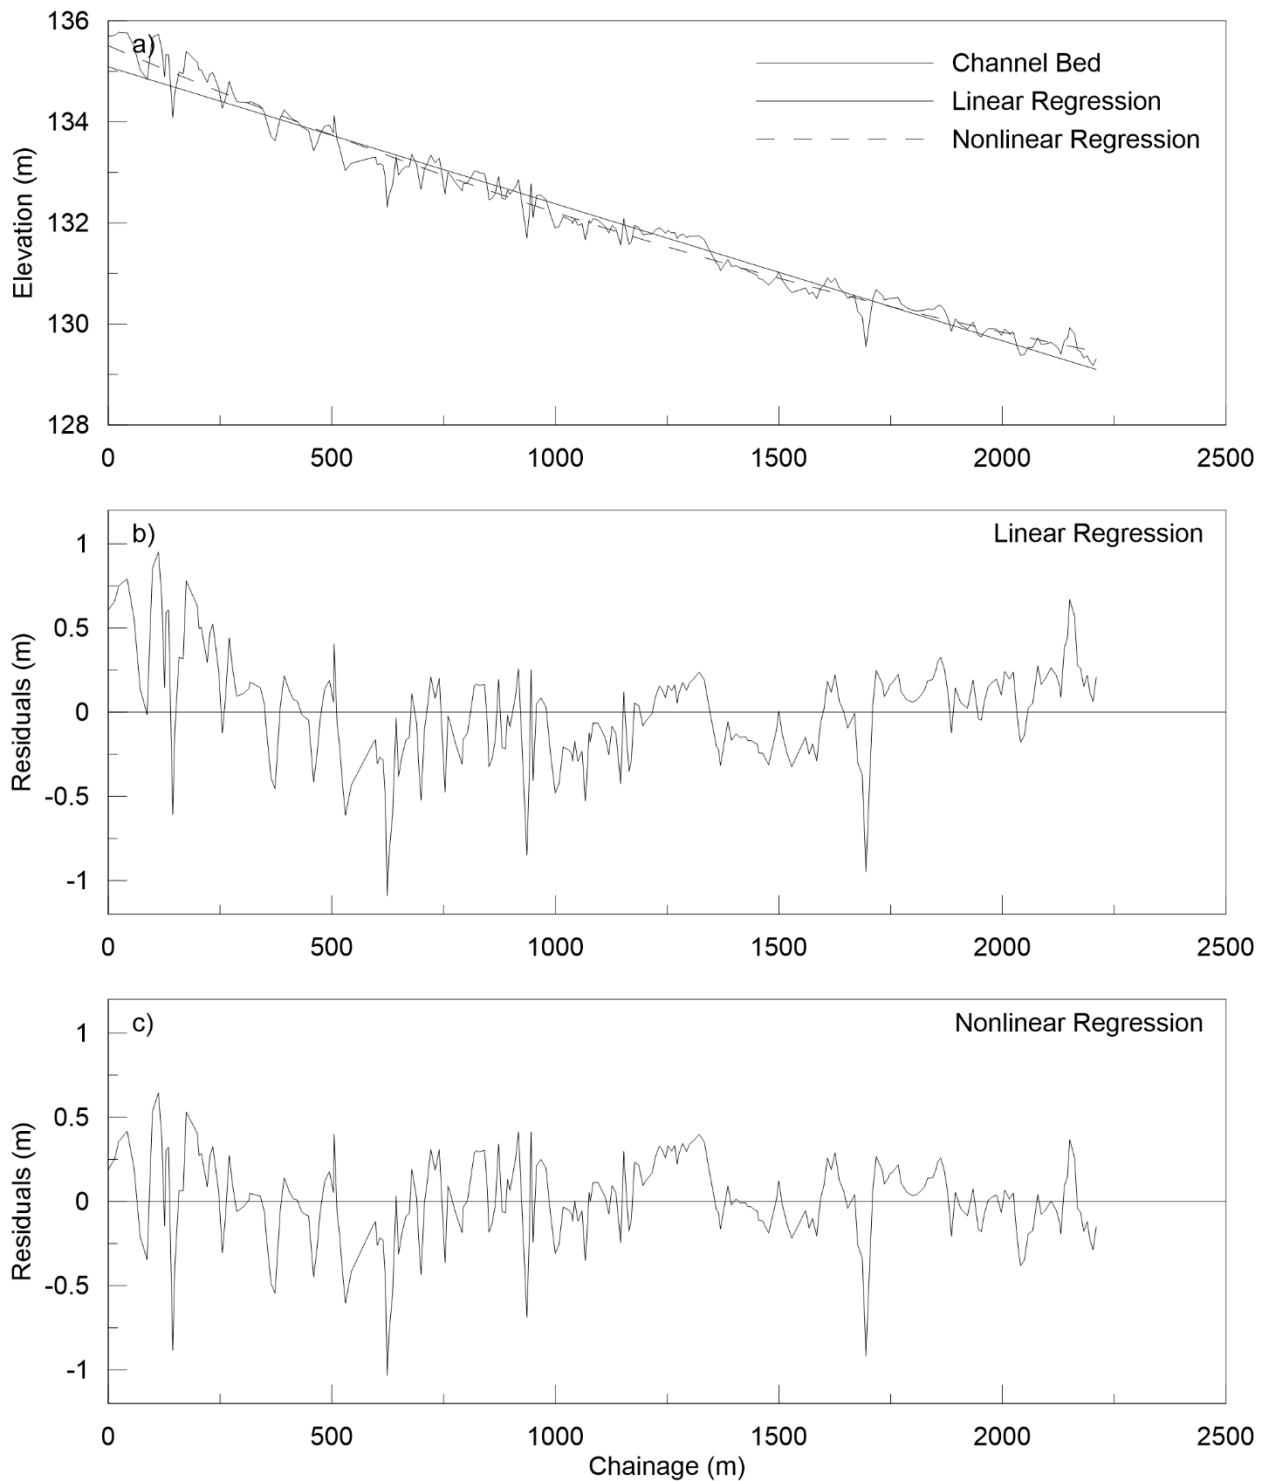 136
a)
Channel Bed
Linear Regression
Nonlinear Regression
134
Elevation (m)
132
130
128
0 500 1000 1500 2000 2500
b)
Linear Regression
1
0.5
Residuals (m)
0
-0.5
-1
0 500 1000 1500 2000 2500
c)
Nonlinear Regression
1
0.5
Residuals (m)
0
-0.5
-1
0 500 1000 1500 2000 2500
Chainage (m)